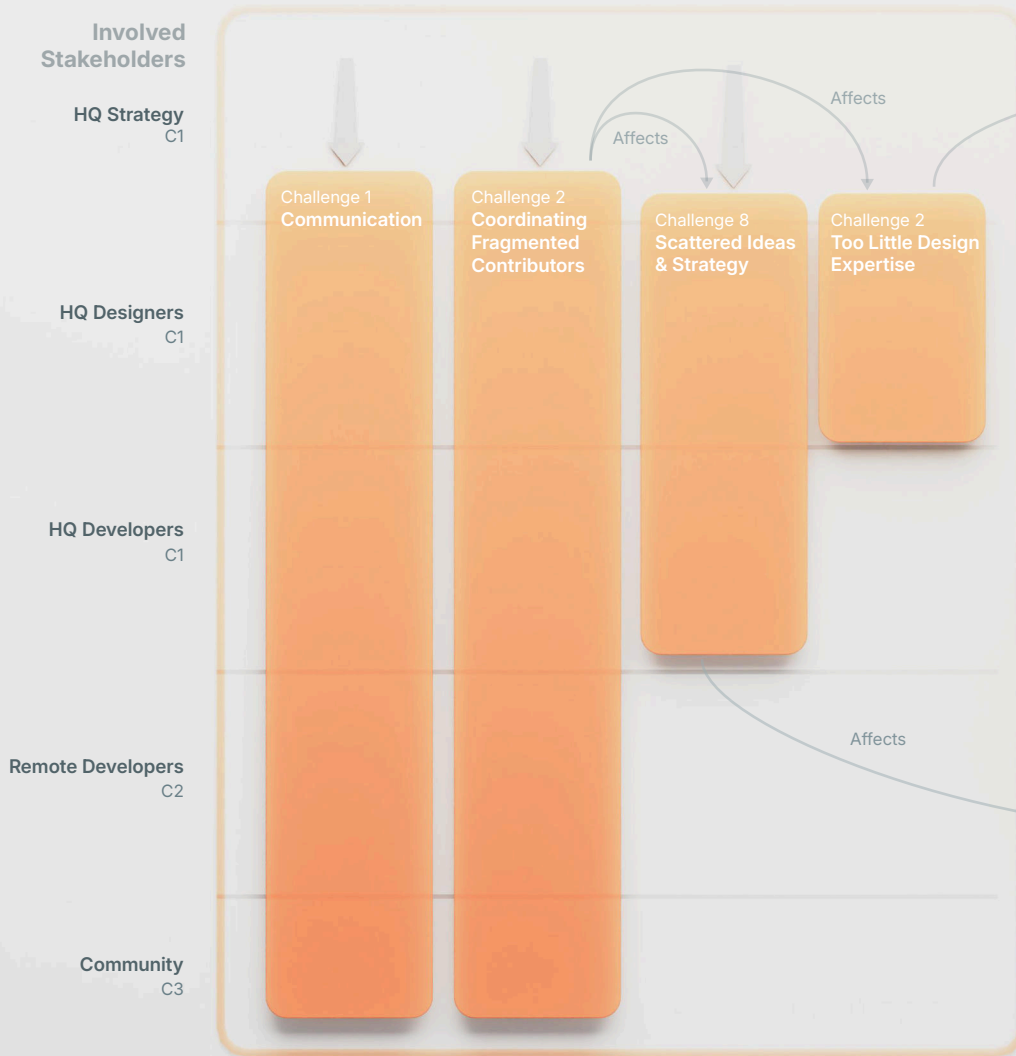 Involved
Stakeholders
HQ Strategy
C1
HQ Designers
C1
HQ Developers
C1
Remote Developers
C2
Community
C3
Affects
Affects
Challenge 1
Communication
Challenge 2
Coordinating
Fragmented
Contributors
Challenge 8
Scattered Ideas
& Strategy
Challenge 2
Too Little Design
Expertise
Affects